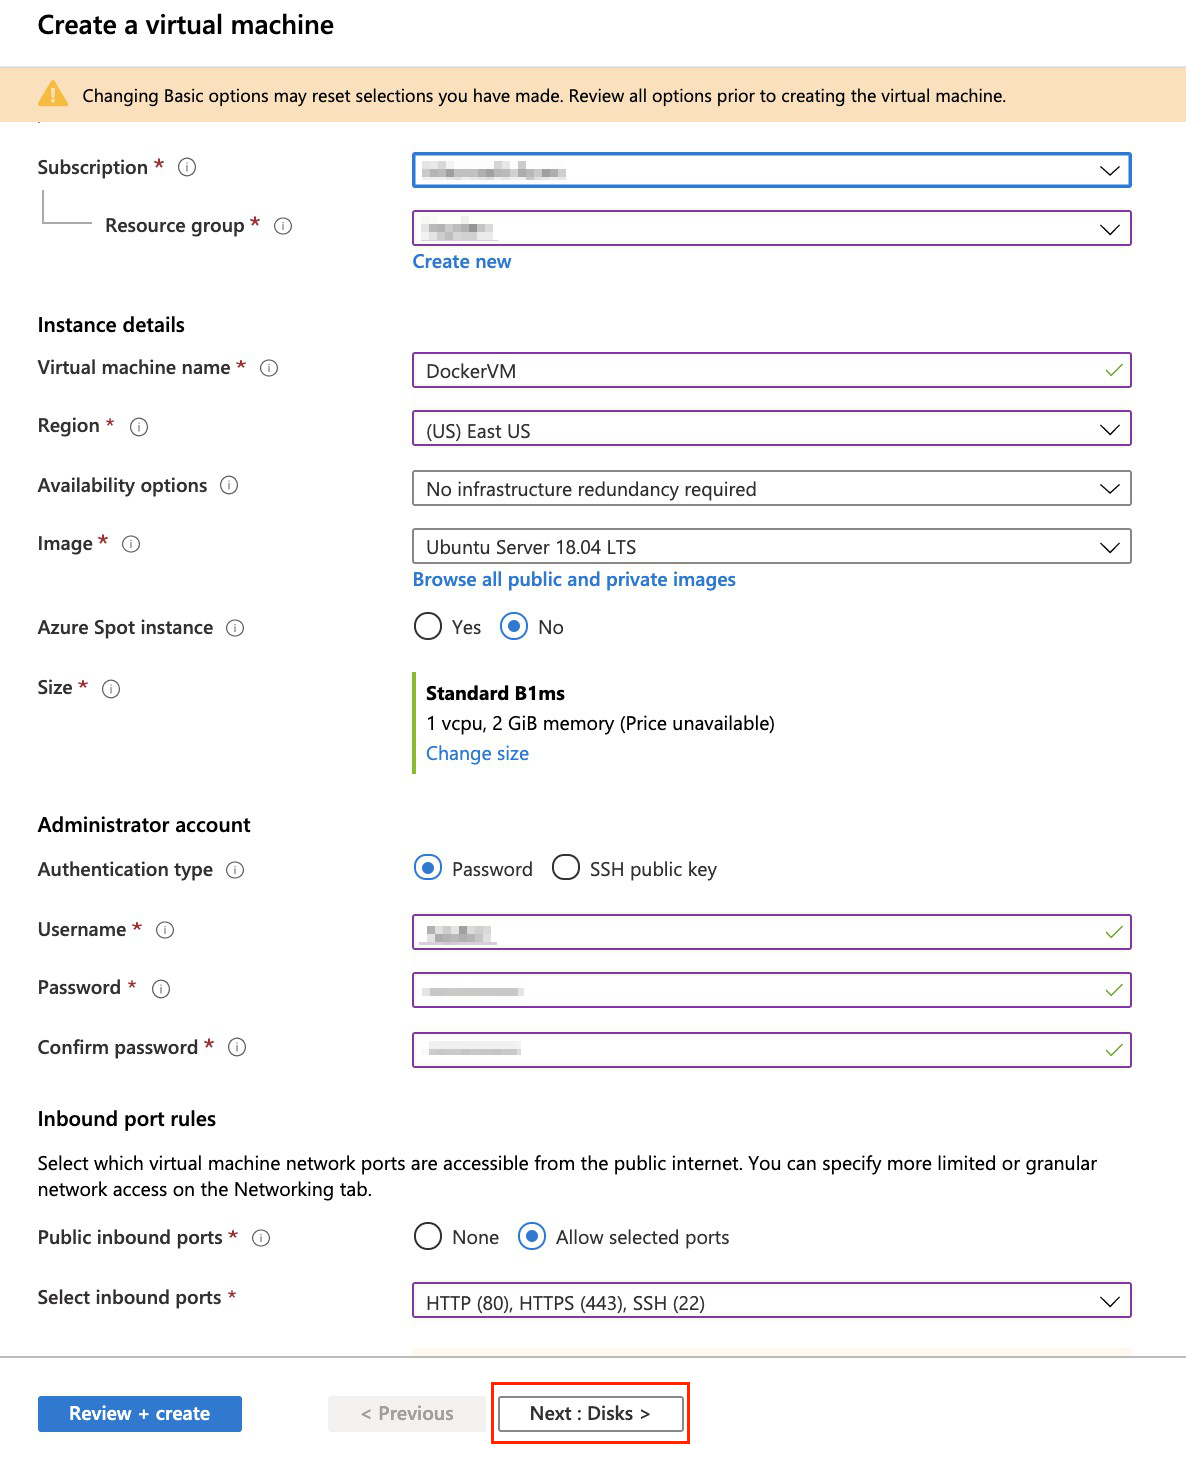 Create a virtual machine
Changing Basic options may reset selections you have made. Review all options prior to creating the virtual machine.
Subscription *
Resource group *
Create new
Instance details
Virtual machine name *
DockerVM
Region *
(US) East US
Availability options
No infrastructure redundancy required
Image *
Ubuntu Server 18.04 LTS
Browse all public and private images
Azure Spot instance
Yes No
Size *
Standard B1ms
1 vcpu, 2 GiB memory (Price unavailable)
Change size
Administrator account
Authentication type
Password SSH public key
Username *
Password *
Confirm password *
Inbound port rules
Select which virtual machine network ports are accessible from the public internet. You can specify more limited or granular
network access on the Networking tab.
Public inbound ports *
None Allow selected ports
Select inbound ports *
HTTP (80), HTTPS (443), SSH (22)
Review + create
< Previous
Next : Disks >